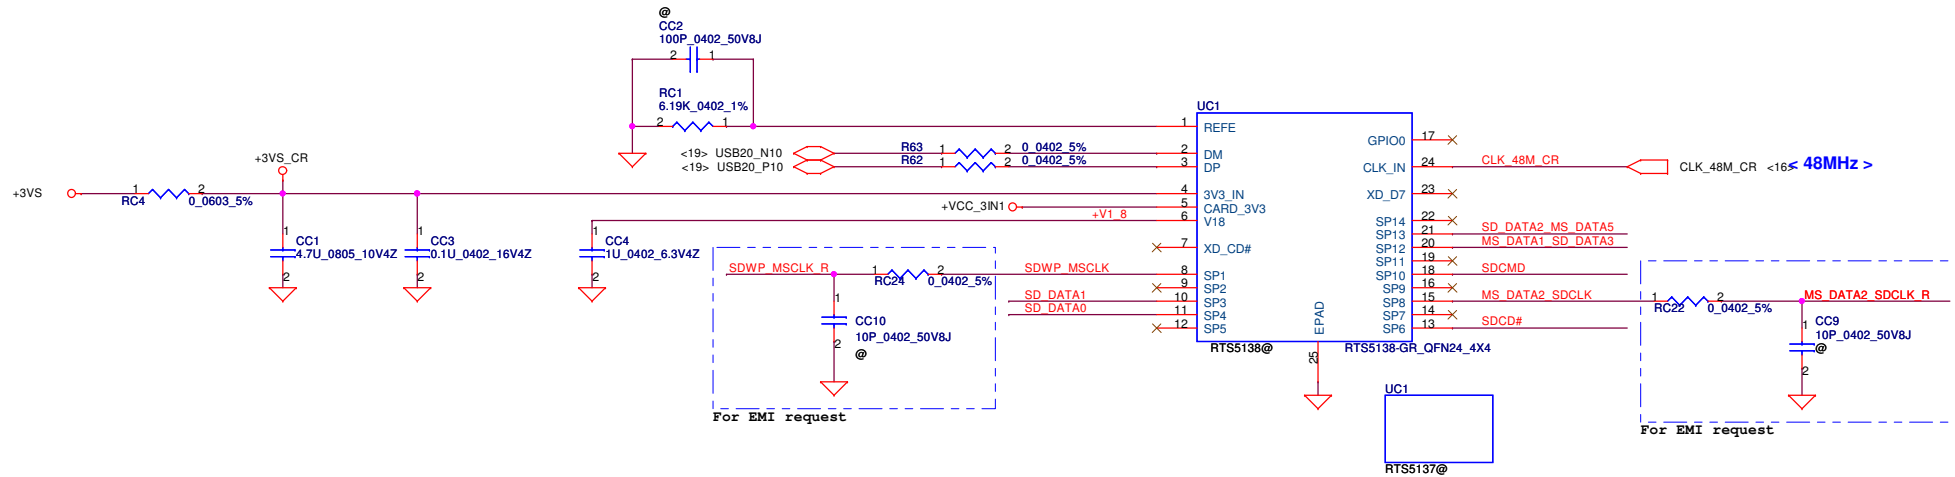 @
CC2
100P_0402_50V8J
2 1
RC1
6.19K_0402_1%
2 1
<19> USB20_N10
<19> USB20_P10
R63 1 2 0_0402_5%
R62 1 2 0_0402_5%
+3VS_CR
+3VS
1 2
RC4 0_0603_5%
1
CC1
4.7U_0805_10V4Z
2
1
CC3
0.1U_0402_16V4Z
2
1
CC4
1U_0402_6.3V4Z
2
+VCC_3IN1
+V1_8
SDWP_MSCLK_R
1 2
RC24 0_0402_5%
SDWP_MSCLK
1
CC10
10P_0402_50V8J
2
@
For EMI request
SD_DATA1
SD_DATA0
UC1
1 REFE
2 DM
3 DP
4 3V3_IN
5 CARD_3V3
6 V18
7 XD_CD#
8 SP1
9 SP2
10 SP3
11 SP4
12 SP5
EPAD
25
GPIO0 17
CLK_IN 24
XD_D7 23
SP14 22
SP13 21
SP12 20
SP11 19
SP10 18
SP9 16
SP8 15
SP7 14
SP6 13
RTS5138@
RTS5138-GR_QFN24_4X4
CLK_48M_CR
CLK_48M_CR <16>
< 48MHz >
SD_DATA2_MS_DATA5
MS_DATA1_SD_DATA3
SDCMD
MS_DATA2_SDCLK
SDCD#
1 2
RC22 0_0402_5%
MS_DATA2_SDCLK_R
1
CC9
10P_0402_50V8J
@
2
For EMI request
UC1
RTS5137@